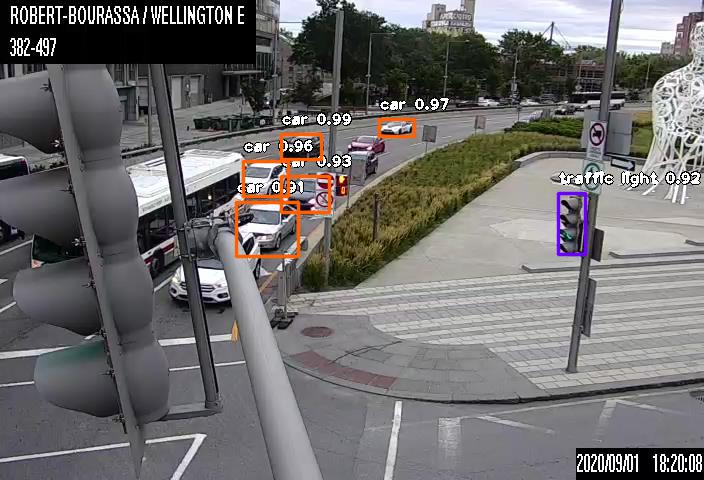 ROBERT-BOURASSA / WELLINGTON E
382-497
car 0.97
car 0.99
car 0.96
car 0.93
car 0.91
traffic light 0.92
2020/09/01 18:20:08